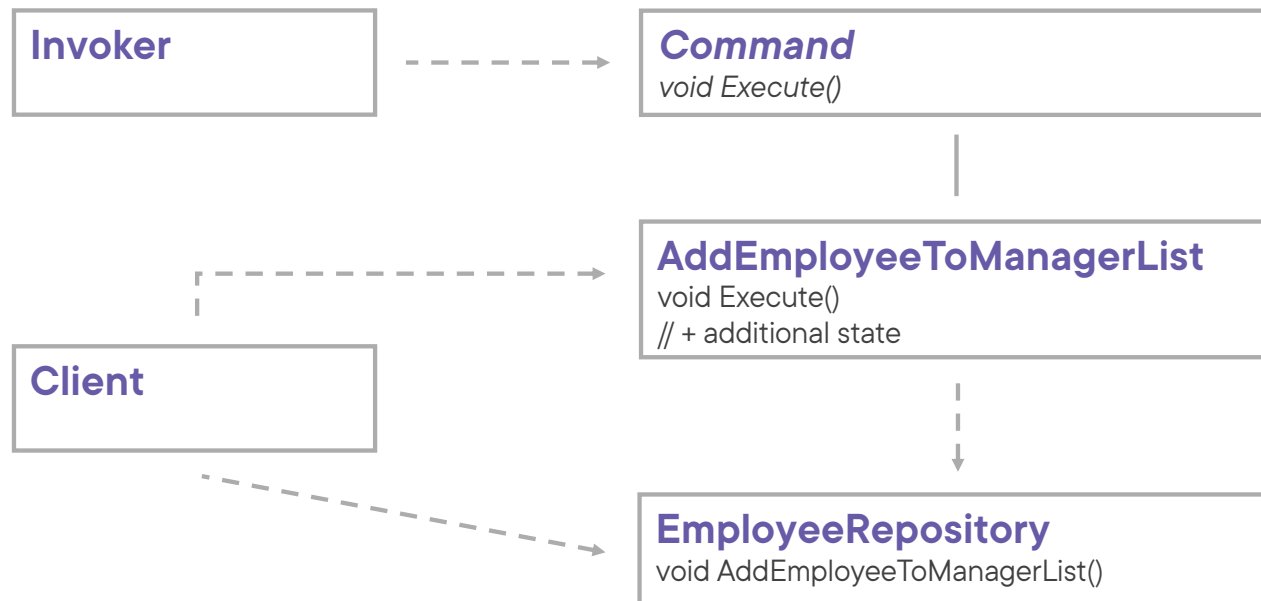 Invoker
Command
void Execute()
AddEmployeeToManagerList
void Execute()
// + additional state
Client
EmployeeRepository
void AddEmployeeToManagerList()